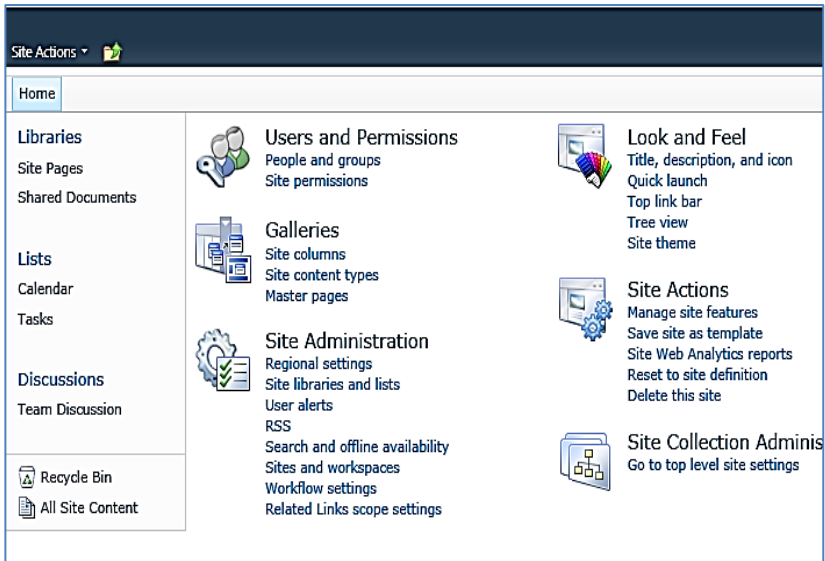 Site Actions
Home
Libraries
Site Pages
Shared Documents
Lists
Calendar
Tasks
Discussions
Team Discussion
Recycle Bin
All Site Content
Users and Permissions
People and groups
Site permissions
Galleries
Site columns
Site content types
Master pages
Site Administration
Regional settings
Site libraries and lists
User alerts
RSS
Search and offline availability
Sites and workspaces
Workflow settings
Related Links scope settings
Look and Feel
Title, description, and icon
Quick launch
Top link bar
Tree view
Site theme
Site Actions
Manage site features
Save site as template
Site Web Analytics reports
Reset to site definition
Delete this site
Site Collection Adminis
Go to top level site settings